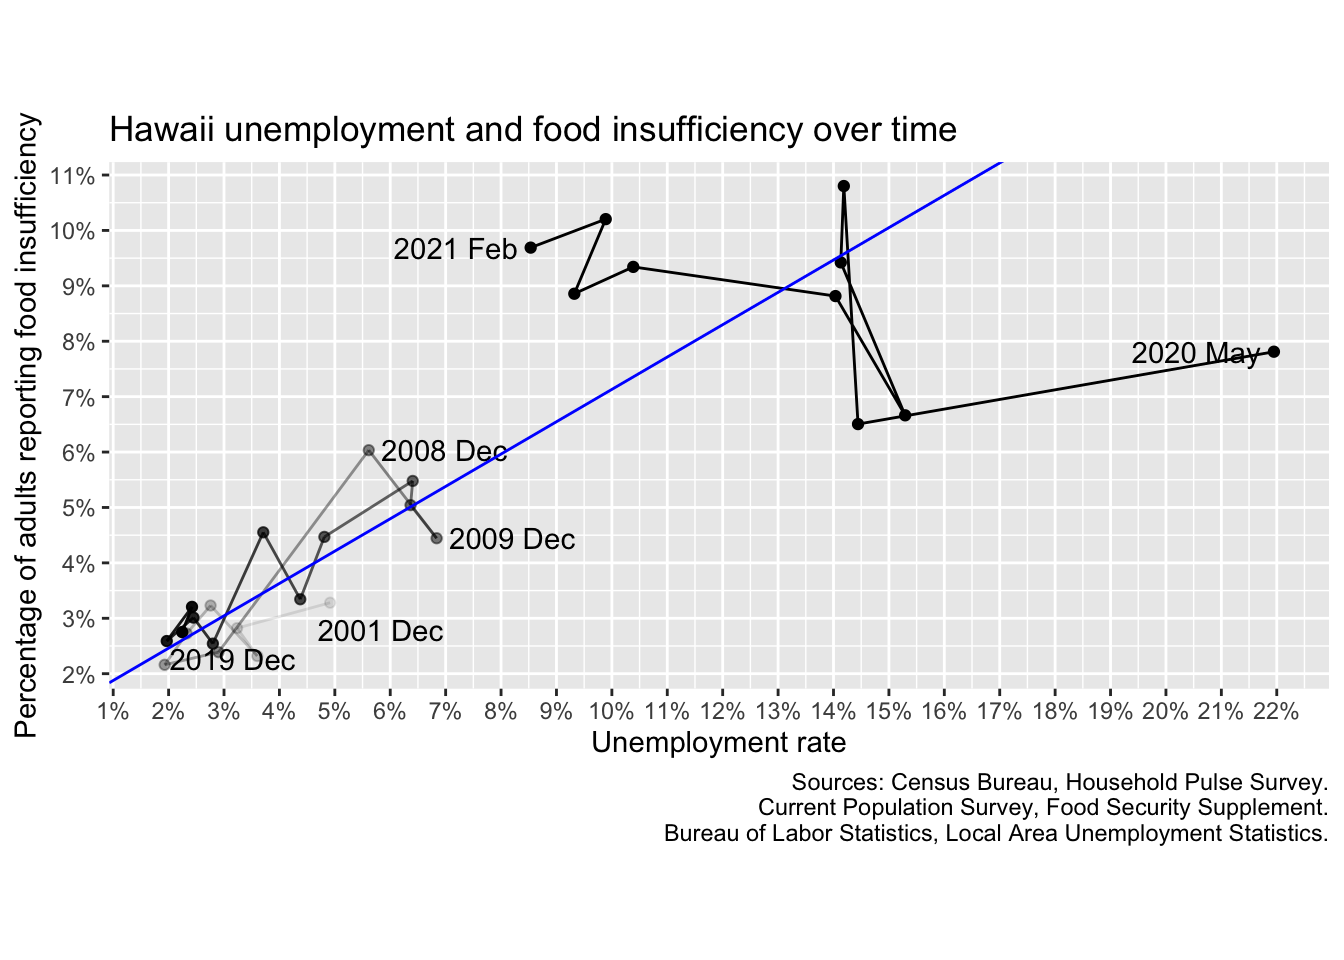 Hawaii unemployment and food insufficiency over time
Percentage of adults reporting food insufficiency
11%
10%
9%
8%
7%
6%
5%
4%
3%
2%
2021 Feb
2020 May
2008 Dec
2009 Dec
2001 Dec
2019 Dec
1% 2% 3% 4% 5% 6% 7% 8% 9% 10% 11% 12% 13% 14% 15% 16% 17% 18% 19% 20% 21% 22%
Unemployment rate
Sources: Census Bureau, Household Pulse Survey.
Current Population Survey, Food Security Supplement.
Bureau of Labor Statistics, Local Area Unemployment Statistics.